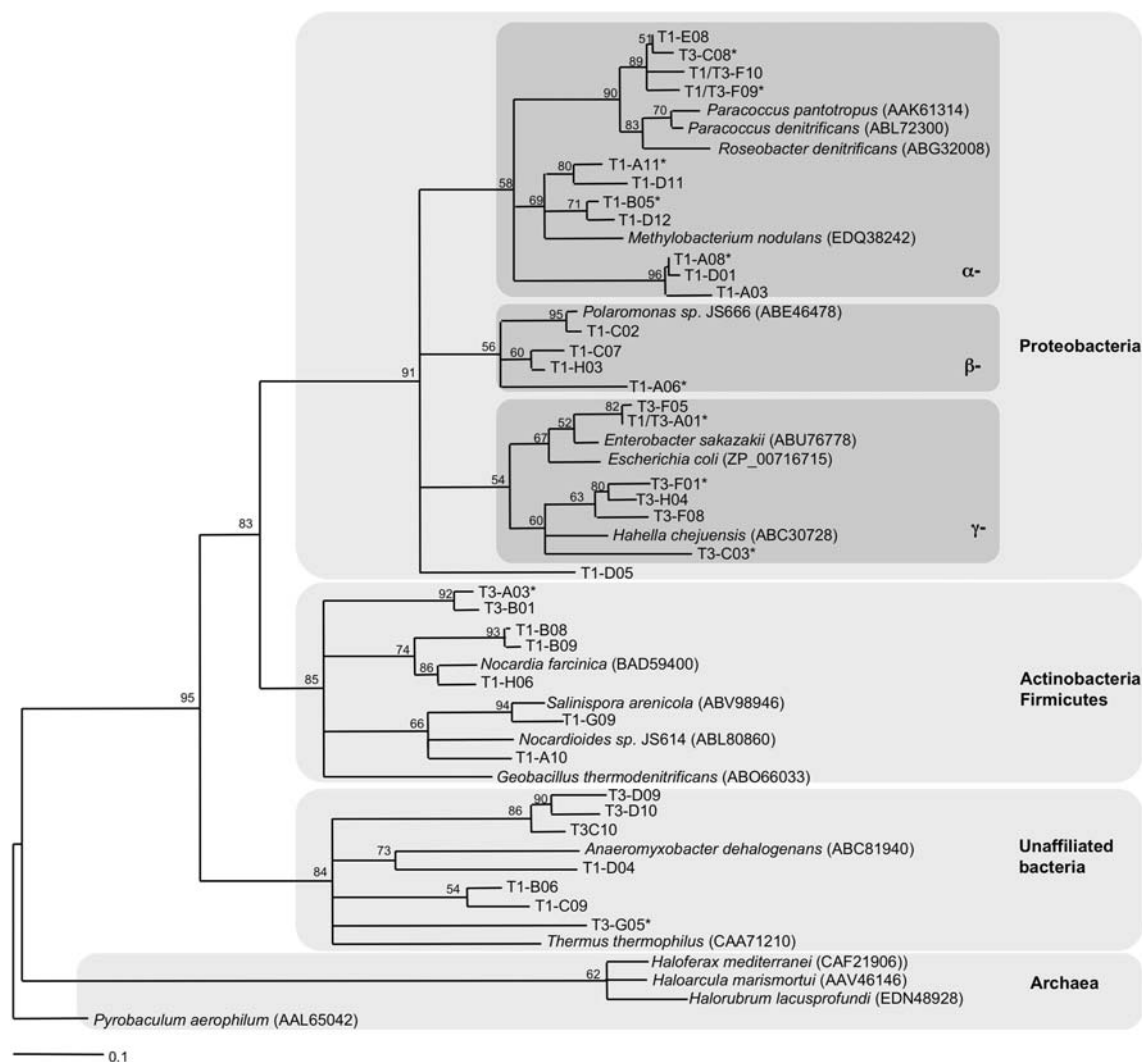 51 T1-E08
T3-C08*
89 T1/T3-F10
T1/T3-F09*
90
70 Paracoccus pantotropus (AAK61314)
Paracoccus denitrificans (ABL72300)
83
Roseobacter denitrificans (ABG32008)
80 T1-A11*
T1-D11
58
69 71 T1-B05*
T1-D12
Methylobacterium nodulans (EDQ38242)
T1-A08*
96 T1-D01
α-
T1-A03
95 Polaromonas sp. JS666 (ABE46478)
T1-C02
56 60 T1-C07
T1-H03
β-
T1-A06*
Proteobacteria
91
82 T3-F05
T1/T3-A01*
52
67 Enterobacter sakazakii (ABU76778)
Escherichia coli (ZP_00716715)
54
80 T3-F01*
63 T3-H04
T3-F08
60
Hahella chejuensis (ABC30728)
γ-
T3-C03*
T1-D05
83
92 T3-A03*
T3-B01
93 T1-B08
T1-B09
74
86 Nocardia farcinica (BAD59400)
T1-H06
85
Actinobacteria
Firmicutes
94 Salinispora arenicola (ABV98946)
T1-G09
66
Nocardioides sp. JS614 (ABL80860)
T1-A10
Geobacillus thermodenitrificans (ABO66033)
95
90 T3-D09
T3-D10
86
T3C10
73 Anaeromyxobacter dehalogenans (ABC81940)
T1-D04
84
Unaffiliated
bacteria
54 T1-B06
T1-C09
T3-G05*
Thermus thermophilus (CAA71210)
Haloferax mediterranei (CAF21906))
62 Haloarcula marismortui (AAV46146)
Halorubrum lacusprofundi (EDN48928)
Archaea
Pyrobaculum aerophilum (AAL65042)
0.1